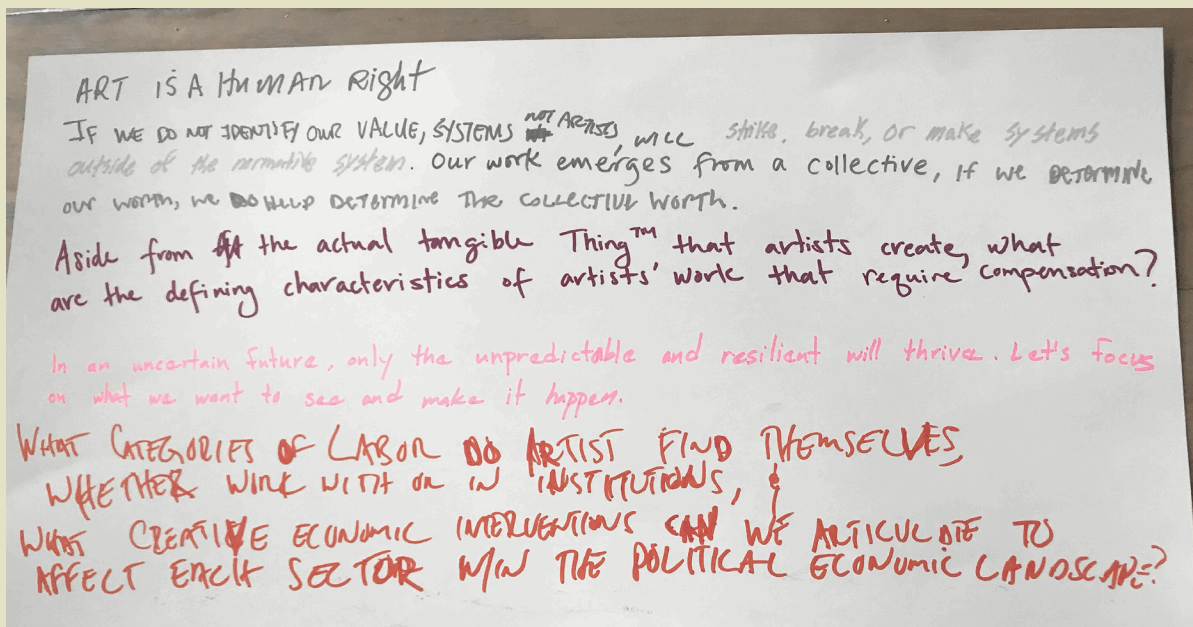 ART IS A HUMAN Right
IF WE DO NOT IDENTIFY OUR VALUE, SYSTEMS NOT ARTISTS, WILL strike, break, or make systems
outside of the normative system. Our work emerges from a collective, IF we DETERMINE
our worth, we DO HELP DETERMINE THE COLLECTIVE WORTH.
Aside from the actual tangible Thing™ that artists create, what
are the defining characteristics of artists' work that require compensation?
In an uncertain future, only the unpredictable and resilient will thrive. Let's focus
on what we want to see and make it happen.
WHAT CATEGORIES OF LABOR DO ARTIST FIND THEMSELVES,
WHETHER WORK WITH OR IN INSTITUTIONS, &
WHAT CREATIVE ECONOMIC INTERVENTIONS CAN WE ARTICULATE TO
AFFECT EACH SECTOR W/IN THE POLITICAL ECONOMIC LANDSCAPE?